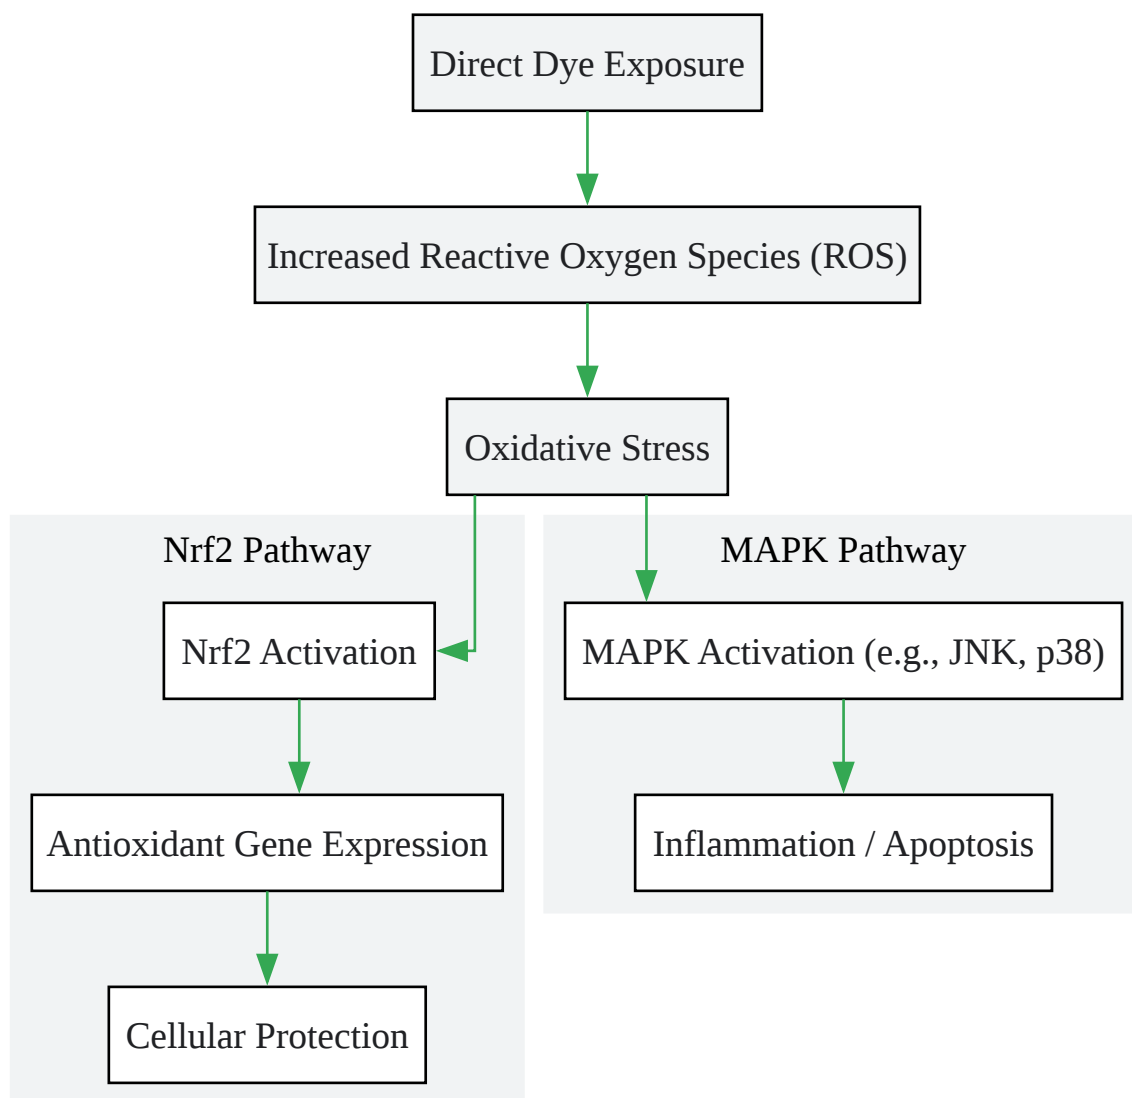 Direct Dye Exposure
Increased Reactive Oxygen Species (ROS)
Oxidative Stress
Nrf2 Pathway
Nrf2 Activation
Antioxidant Gene Expression
Cellular Protection
MAPK Pathway
MAPK Activation (e.g., JNK, p38)
Inflammation / Apoptosis